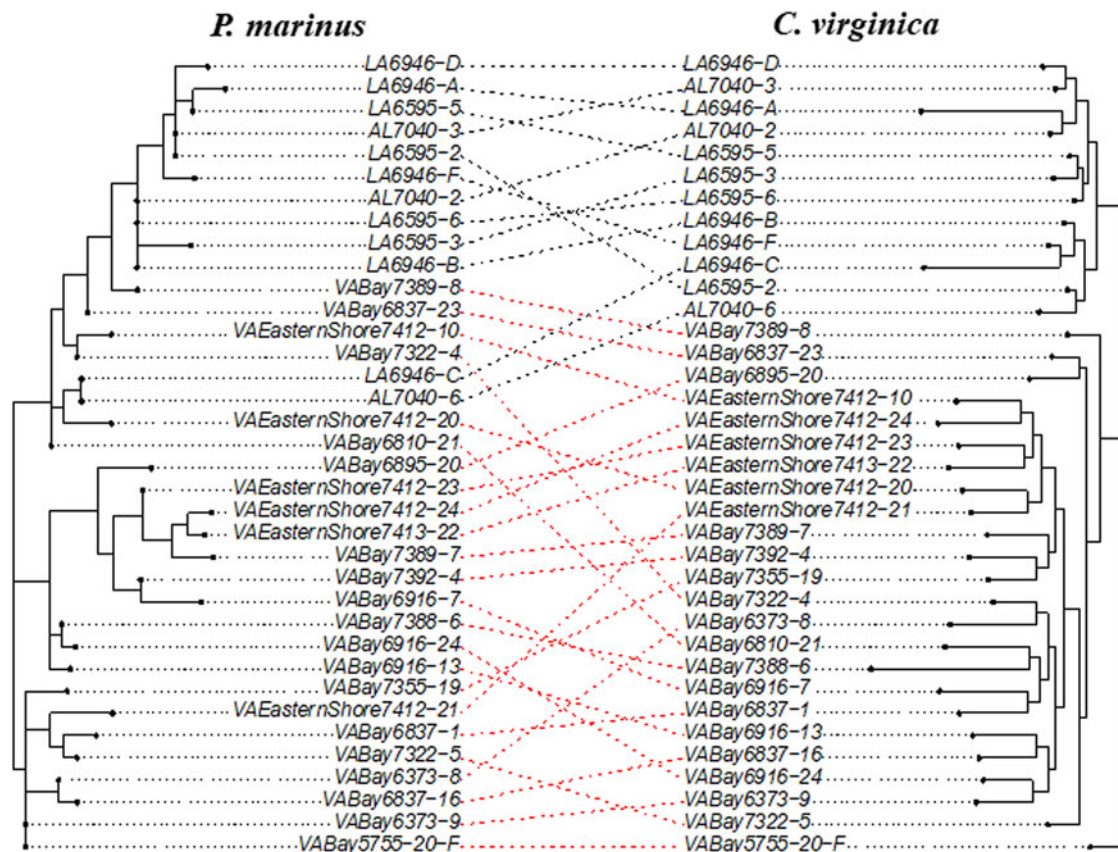 P. marinus C. virginica
LA6946-D LA6946-D
LA6946-A AL7040-3
LA6595-5 LA6946-A
AL7040-3 AL7040-2
LA6595-2 LA6595-5
LA6946-F LA6595-3
AL7040-2 LA6595-6
LA6595-6 LA6946-B
LA6595-3 LA6946-F
LA6946-B LA6946-C
VABay7389-8 LA6595-2
VABay6837-23 AL7040-6
VAEasternShore7412-10 VABay7389-8
VABay7322-4 VABay6837-23
LA6946-C VABay6895-20
AL7040-6 VAEasternShore7412-10
VAEasternShore7412-20 VAEasternShore7412-24
VABay6810-21 VAEasternShore7412-23
VABay6895-20 VAEasternShore7413-22
VAEasternShore7412-23 VAEasternShore7412-20
VAEasternShore7412-24 VAEasternShore7412-21
VAEasternShore7413-22 VABay7389-7
VABay7389-7 VABay7392-4
VABay7392-4 VABay7355-19
VABay6916-7 VABay7322-4
VABay7388-6 VABay6373-8
VABay6916-24 VABay6810-21
VABay6916-13 VABay7388-6
VABay7355-19 VABay6916-7
VAEasternShore7412-21 VABay6837-1
VABay6837-1 VABay6916-13
VABay7322-5 VABay6837-16
VABay6373-8 VABay6916-24
VABay6837-16 VABay6373-9
VABay6373-9 VABay7322-5
VABay5755-20-F VABay5755-20-F